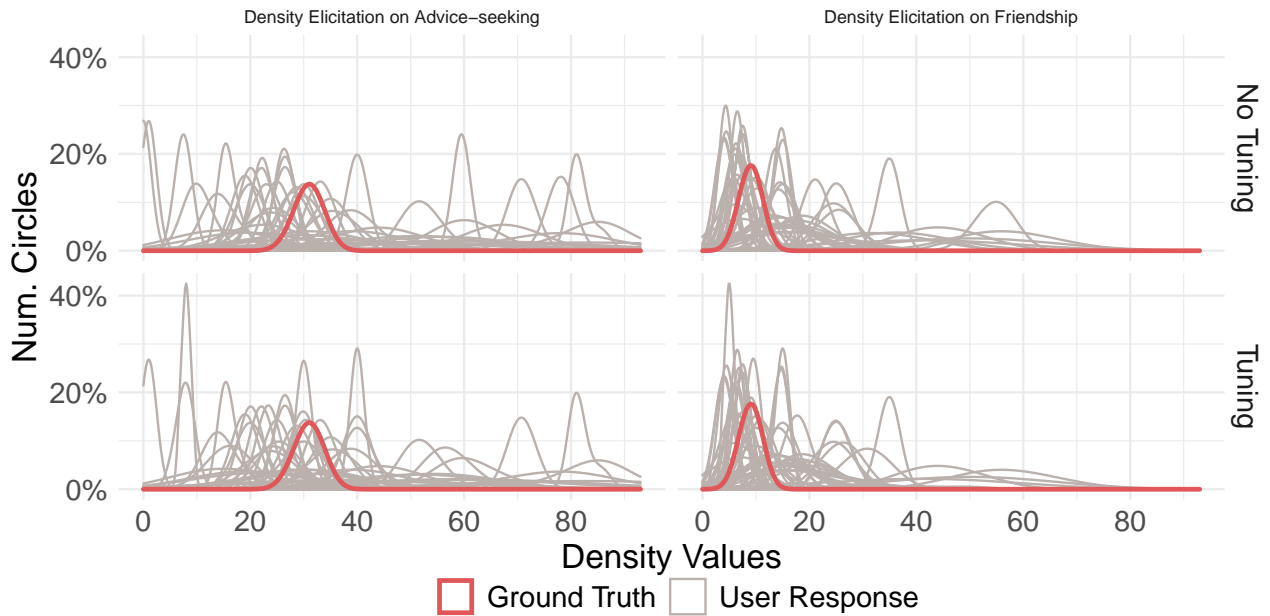 Density Elicitation on Advice−seeking
Density Elicitation on Friendship
40%
20%
0%
No Tuning
Num. Circles
40%
20%
0%
Tuning
0 20 40 60 80
0 20 40 60 80
Density Values
Ground Truth
User Response